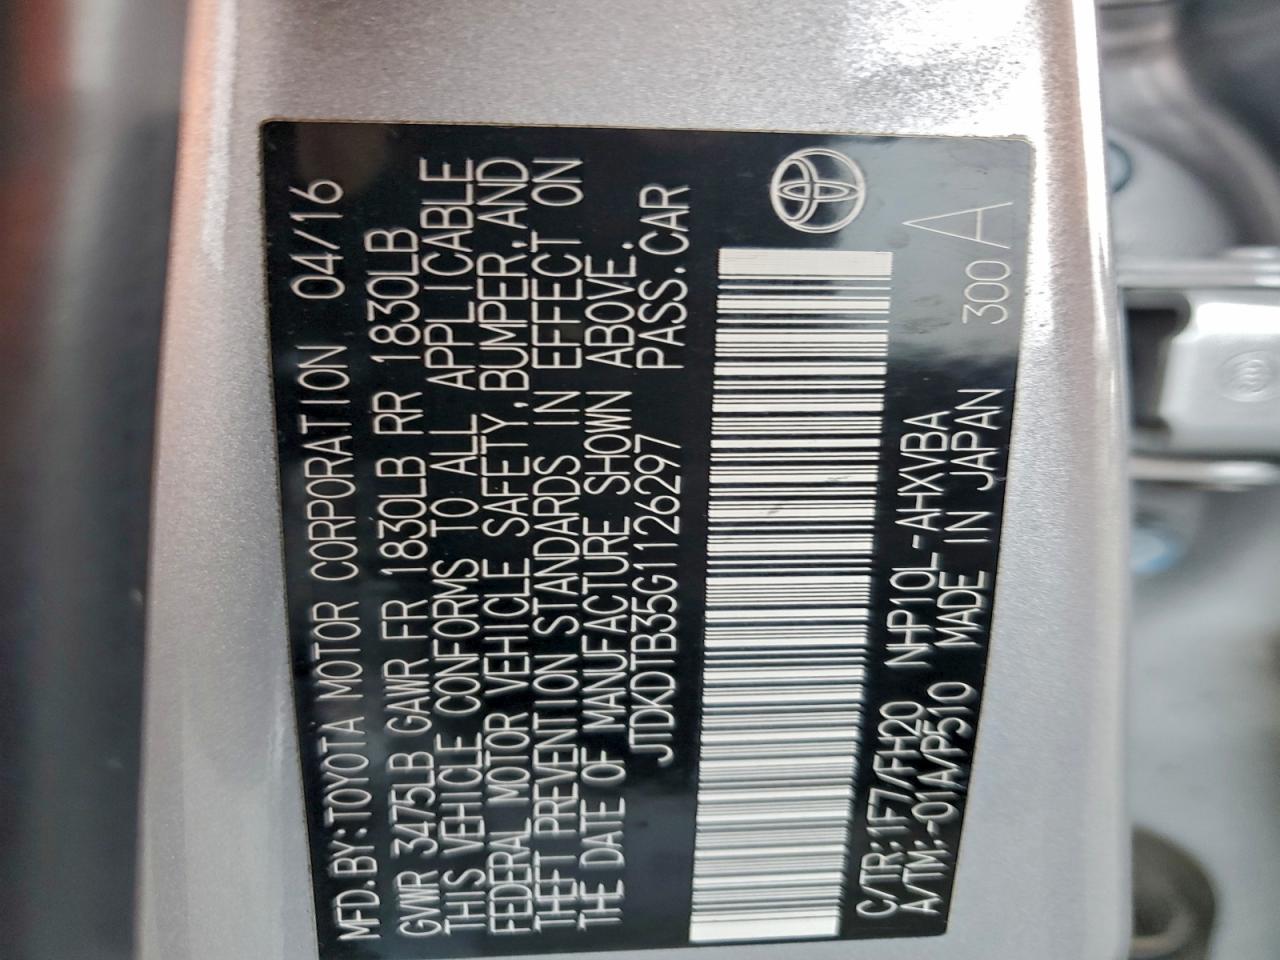 MFD.BY:TOYOTA MOTOR CORPORATION 04/16
GVWR 3475LB GAWR FR 1830LB RR 1830LB
THIS VEHICLE CONFORMS TO ALL APPLICABLE
FEDERAL MOTOR VEHICLE SAFETY,BUMPER,AND
THEFT PREVENTION STANDARDS IN EFFECT ON
THE DATE OF MANUFACTURE SHOWN ABOVE.
JTDKDTB35G1126297 PASS.CAR
C/TR:1F7/FH20 NHP10L-AHXVBA
A/TM:-01A/P510 MADE IN JAPAN 300A